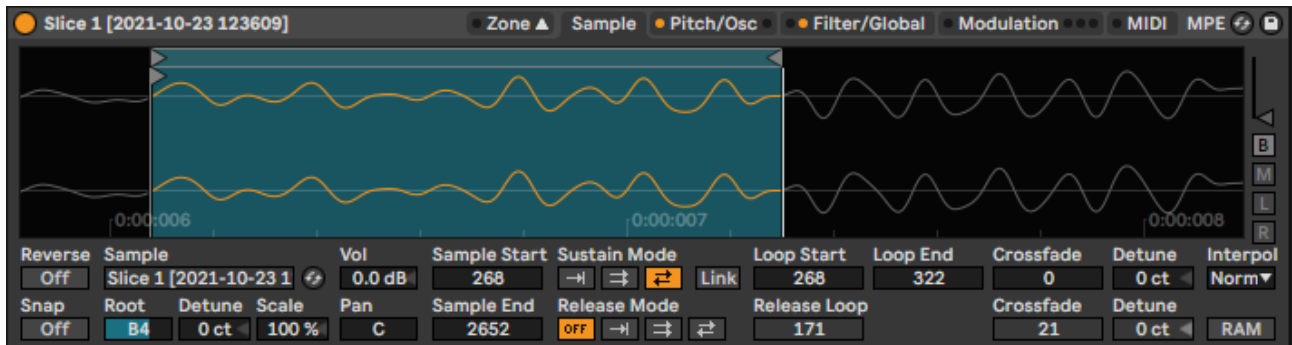 Slice 1 [2021-10-23 123609] Zone Sample Pitch/Osc Filter/Global Modulation MIDI MPE
B
M
L
R
0:00:006 0:00:007 0:00:008
Reverse Sample Vol Sample Start Sustain Mode Loop Start Loop End Crossfade Detune Interpol
Off Slice 1 [2021-10-23 1 0.0 dB 268 Link 268 322 0 0 ct Norm
Snap Root Detune Scale Pan Sample End Release Mode Release Loop Crossfade Detune
Off B4 0 ct 100 % C 2652 OFF 171 21 0 ct RAM